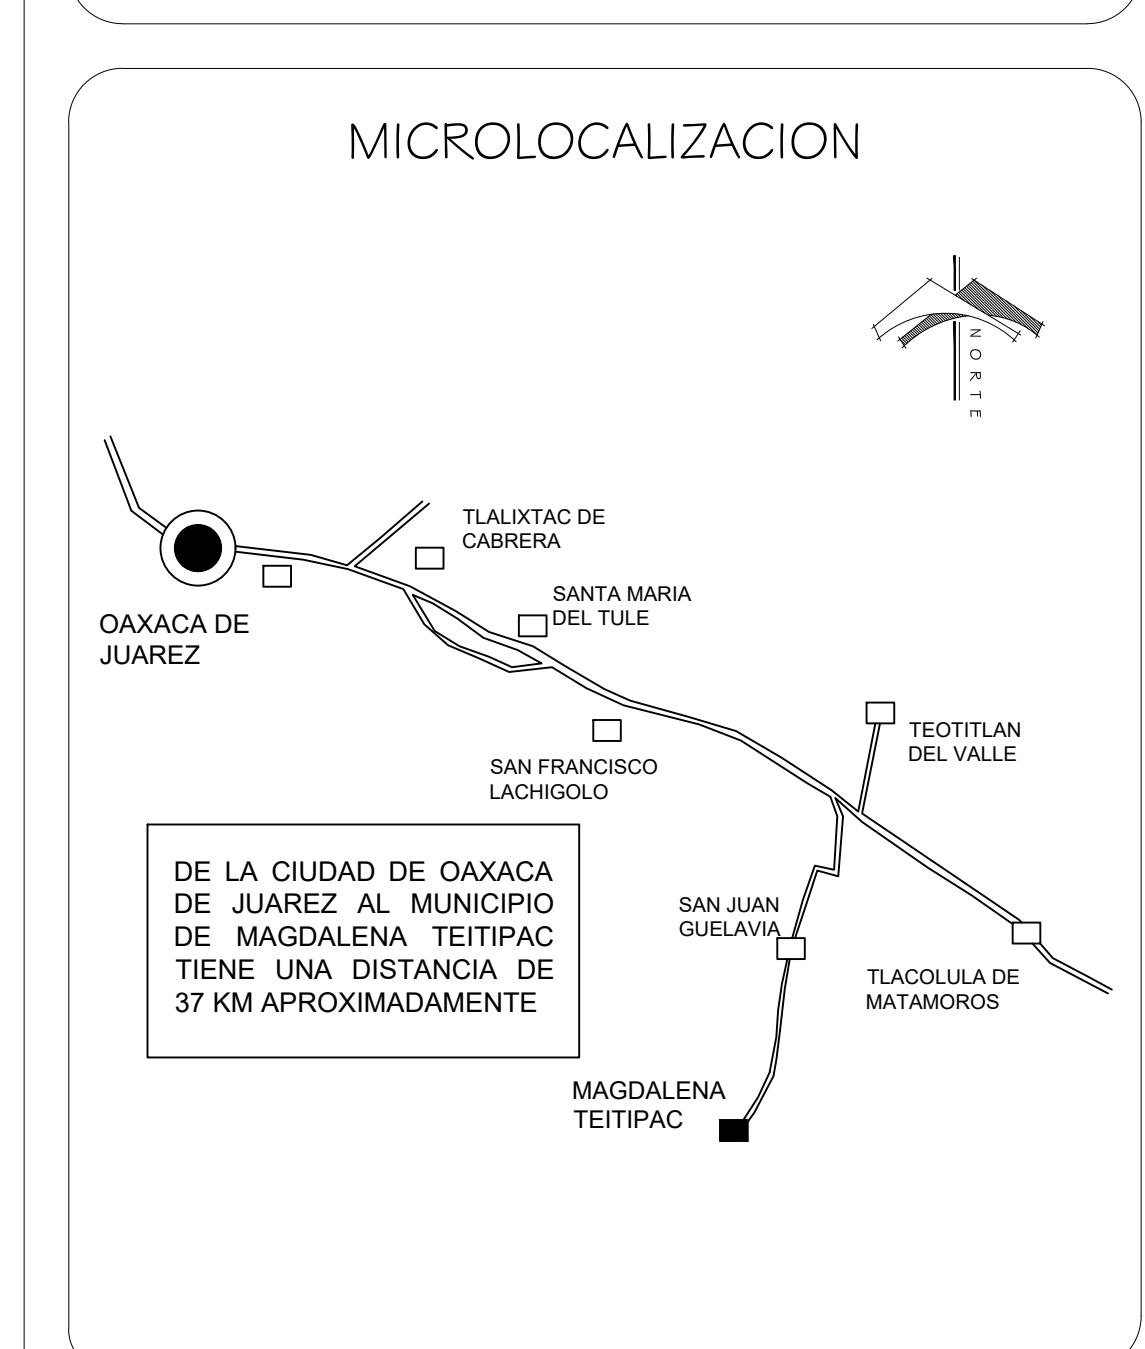 MICROLOCALIZACION
NORTE
TLALIXTAC DE
CABRERA
SANTA MARIA
DEL TULE
OAXACA DE
JUAREZ
TEOTITLAN
DEL VALLE
SAN FRANCISCO
LACHIGOLO
DE LA CIUDAD DE OAXACA
DE JUAREZ AL MUNICIPIO
DE MAGDALENA TEITIPAC
TIENE UNA DISTANCIA DE
37 KM APROXIMADAMENTE
SAN JUAN
GUELAVIA
TLACOLULA DE
MATAMOROS
MAGDALENA
TEITIPAC